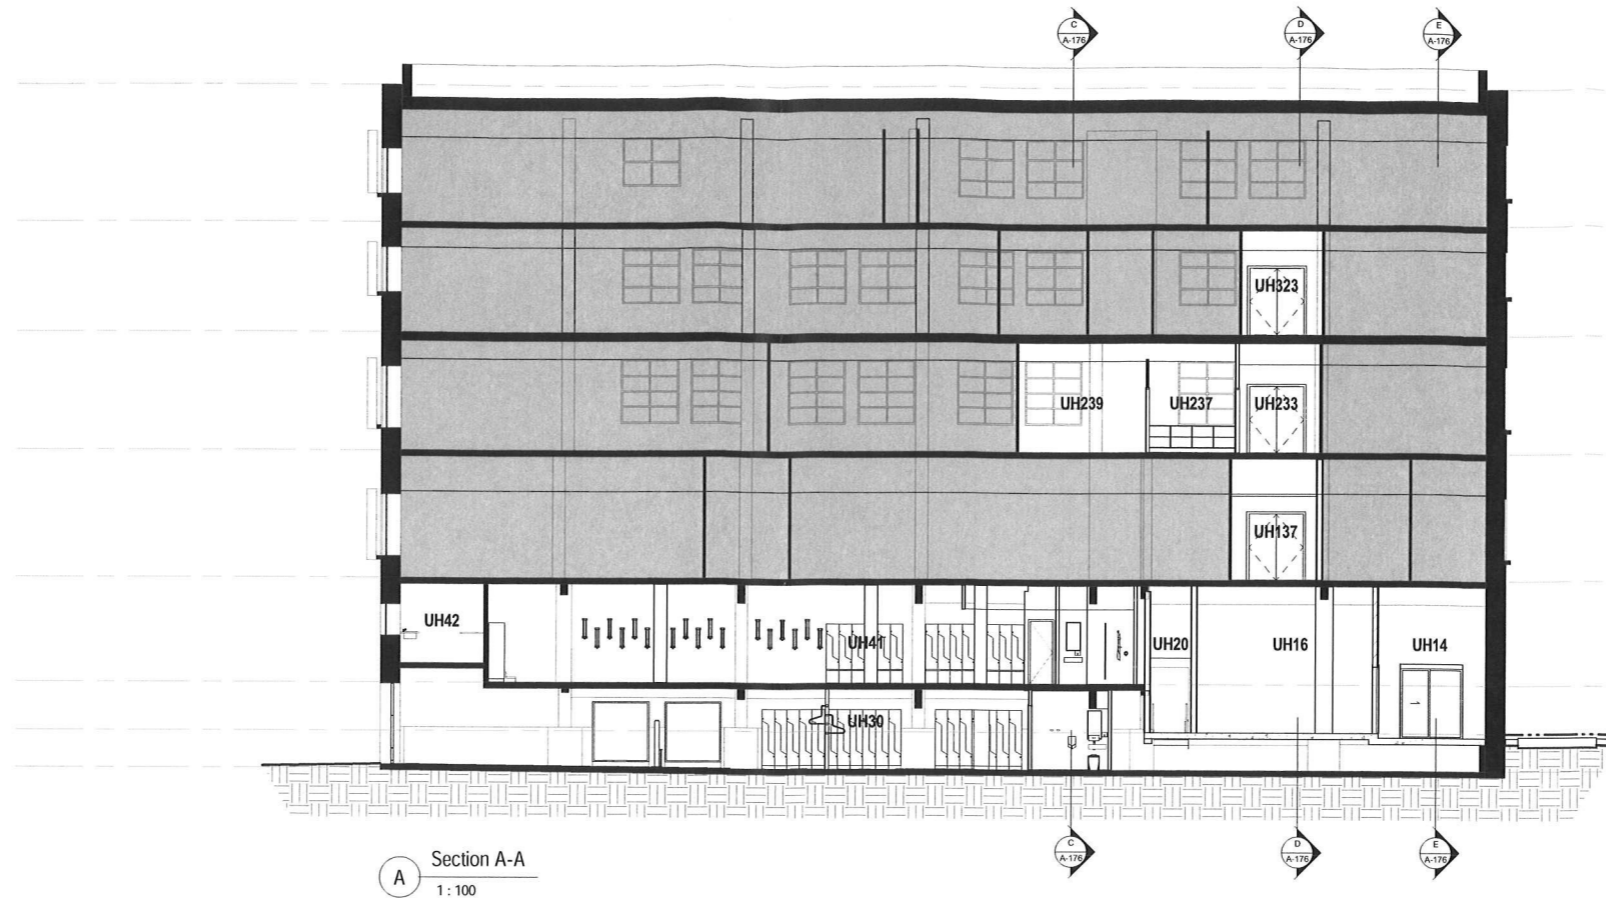 C
A-176
D
A-176
E
A-176
UH323
UH239
UH237
UH233
UH137
UH42
UH41
UH20
UH16
UH14
UH30
C
A-176
D
A-176
E
A-176
A
Section A-A
1 : 100